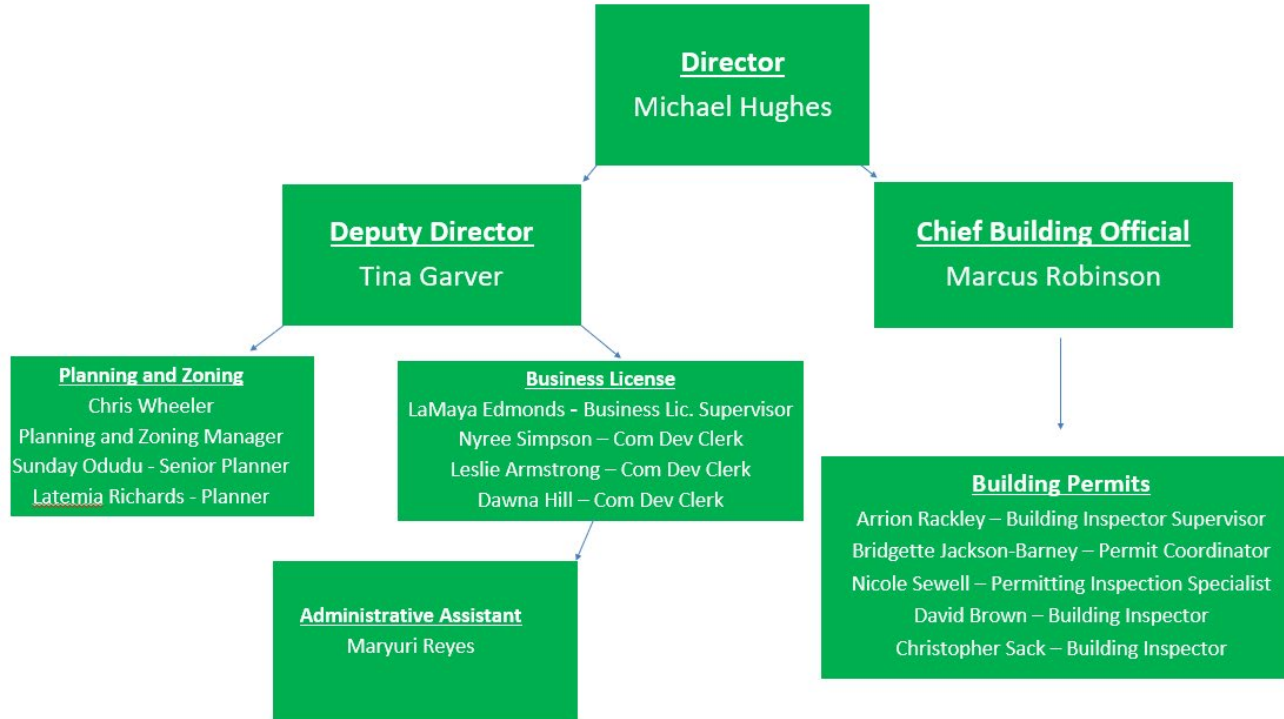 Director
Michael Hughes
Deputy Director
Tina Garver
Chief Building Official
Marcus Robinson
Planning and Zoning
Chris Wheeler
Planning and Zoning Manager
Sunday Odudu - Senior Planner
Latemia Richards - Planner
Business License
LaMaya Edmonds - Business Lic. Supervisor
Nyree Simpson – Com Dev Clerk
Leslie Armstrong – Com Dev Clerk
Dawna Hill – Com Dev Clerk
Building Permits
Arrion Rackley – Building Inspector Supervisor
Bridgette Jackson-Barney – Permit Coordinator
Nicole Sewell – Permitting Inspection Specialist
David Brown – Building Inspector
Christopher Sack – Building Inspector
Administrative Assistant
Maryuri Reyes